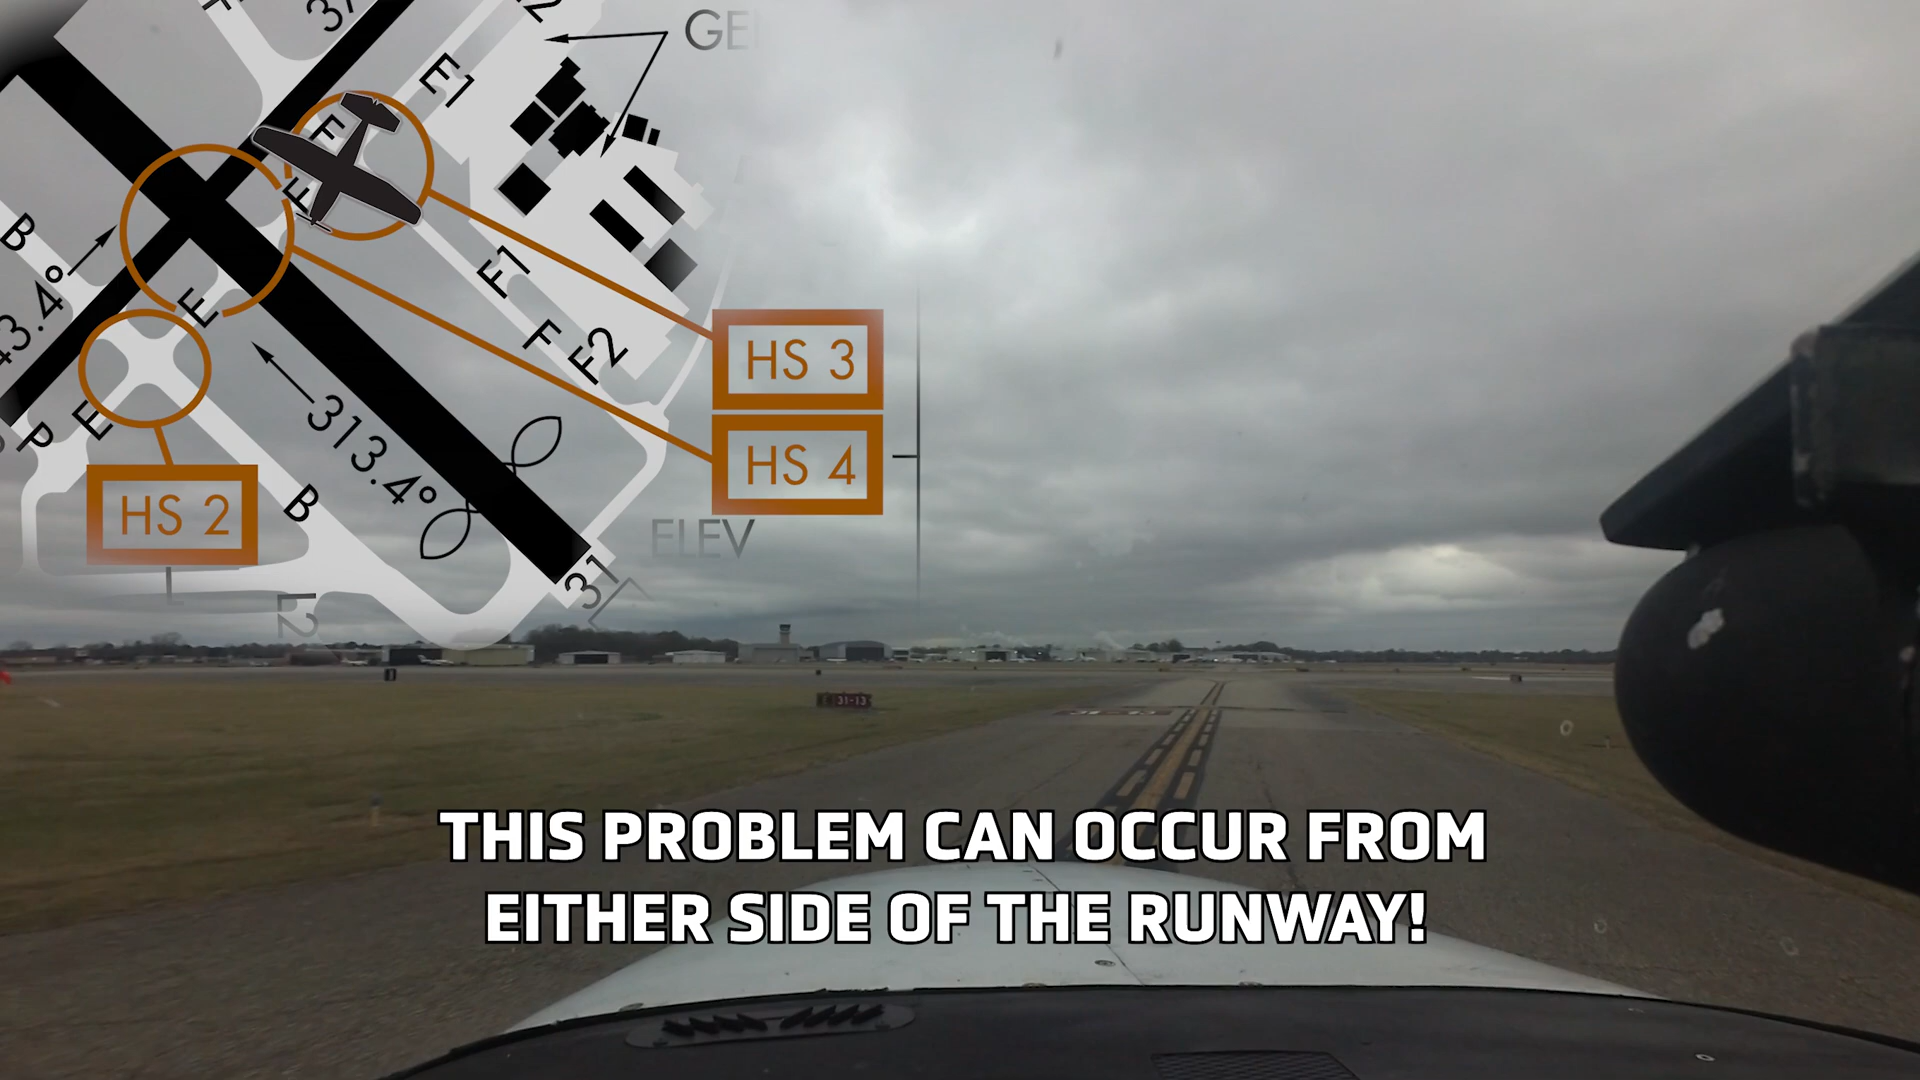 GE
E1
F
E
B
F1
HS 3
43.4°
E
F
F2
HS 4
P
E
313.4°
HS 2
B
ELEV
31
L2
31-13
THIS PROBLEM CAN OCCUR FROM
EITHER SIDE OF THE RUNWAY!